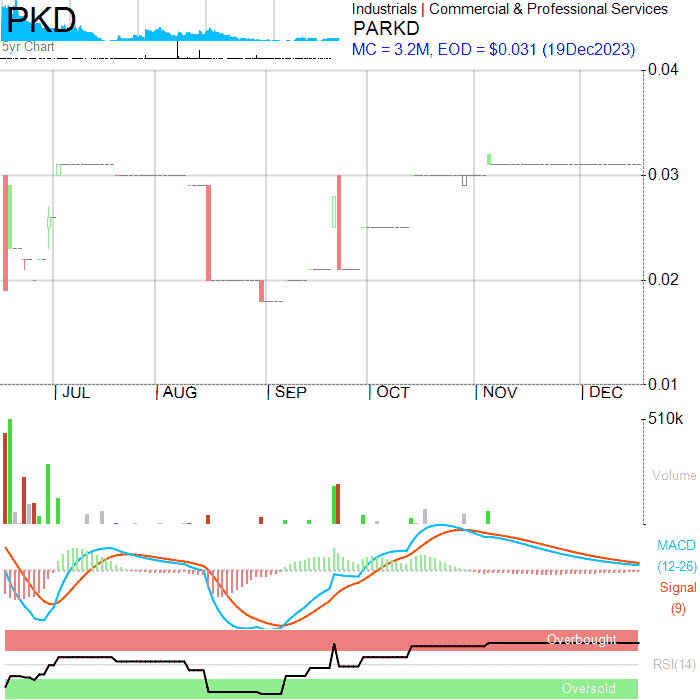 PKD
5yr Chart
Industrials | Commercial & Professional Services
PARKD
MC = 3.2M, EOD = $0.031 (19Dec2023)
0.04
0.03
0.02
0.01
JUL AUG SEP OCT NOV DEC
510k
Volume
MACD
(12-26)
Signal
(9)
Overbought
RSI(14)
Oversold